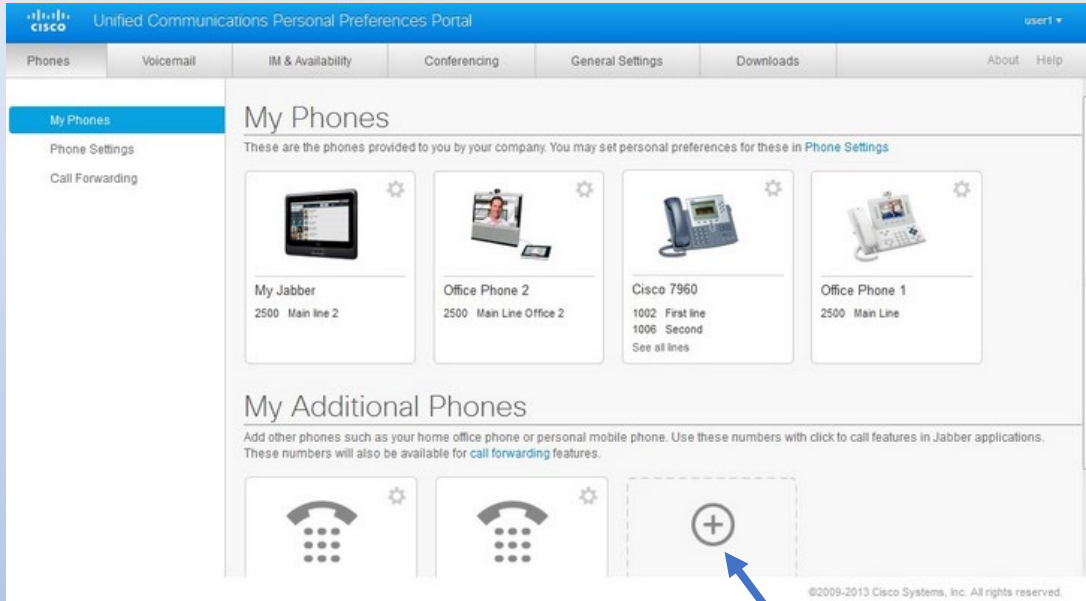 CISCO Unified Communications Personal Preferences Portal user1
Phones Voicemail IM & Availability Conferencing General Settings Downloads About Help
My Phones
Phone Settings
Call Forwarding
My Phones
These are the phones provided to you by your company. You may set personal preferences for these in Phone Settings
My Jabber
2500 Main line 2
Office Phone 2
2500 Main Line Office 2
Cisco 7960
1002 First line
1006 Second
See all lines
Office Phone 1
2500 Main Line
My Additional Phones
Add other phones such as your home office phone or personal mobile phone. Use these numbers with click to call features in Jabber applications.
These numbers will also be available for call forwarding features.
©2009-2013 Cisco Systems, Inc. All rights reserved.